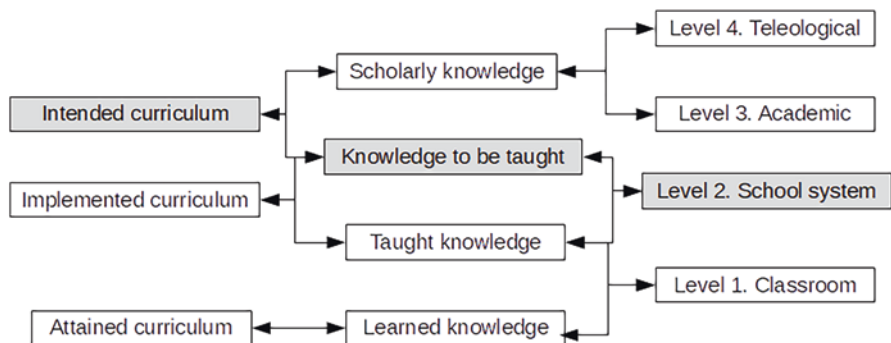 Level 4. Teleological
Scholarly knowledge
Intended curriculum
Level 3. Academic
Knowledge to be taught
Implemented curriculum
Level 2. School system
Taught knowledge
Level 1. Classroom
Attained curriculum
Learned knowledge